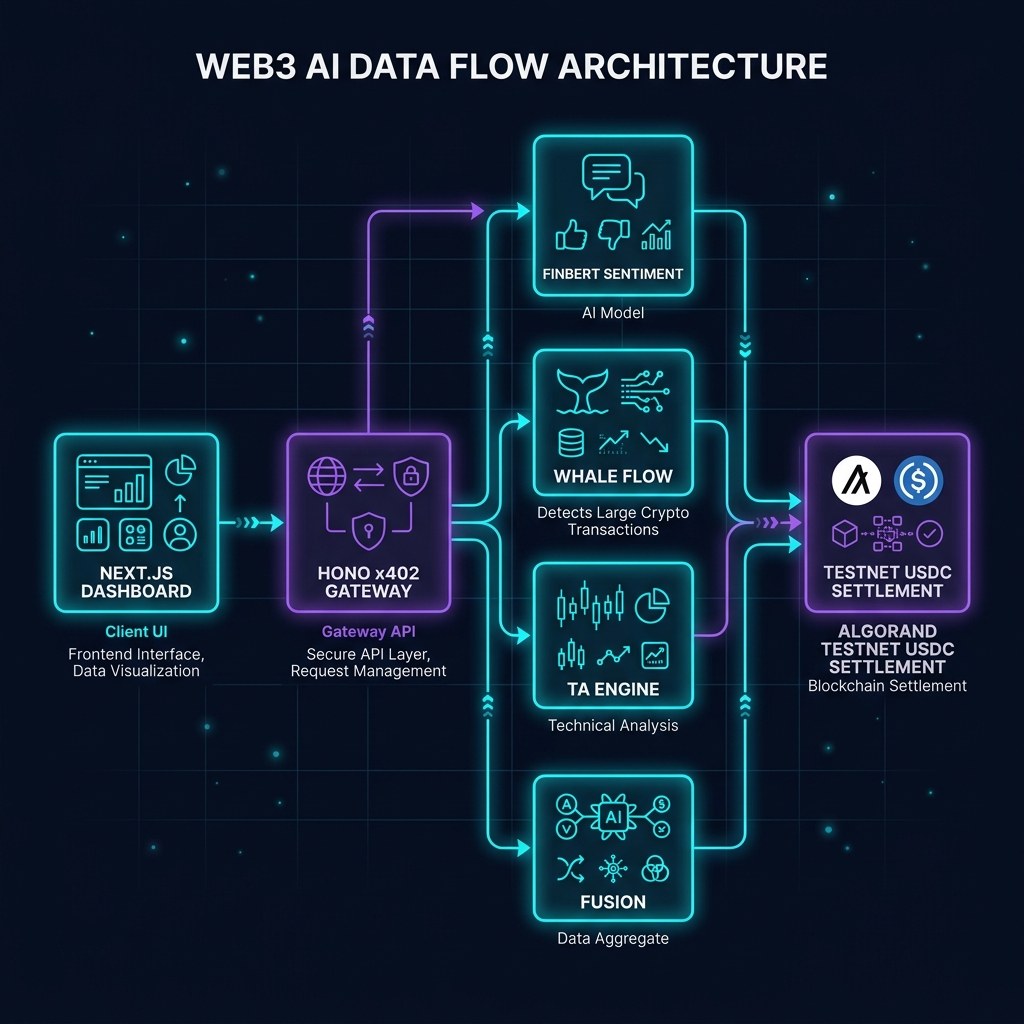 WEB3 AI DATA FLOW ARCHITECTURE
FINBERT SENTIMENT
AI Model
WHALE FLOW
Detects Large Crypto
Transactions
NEXT.JS
DASHBOARD
Client UI
Frontend Interface,
Data Visualization
HONO x402
GATEWAY
Gateway API
Secure API Layer,
Request Management
TA ENGINE
Technical Analysis
A
AI
$
V
FUSION
Data Aggregate
$
TESTNET USDC
SETTLEMENT
ALGORAND
TESTNET USDC
SETTLEMENT
Blockchain Settlement